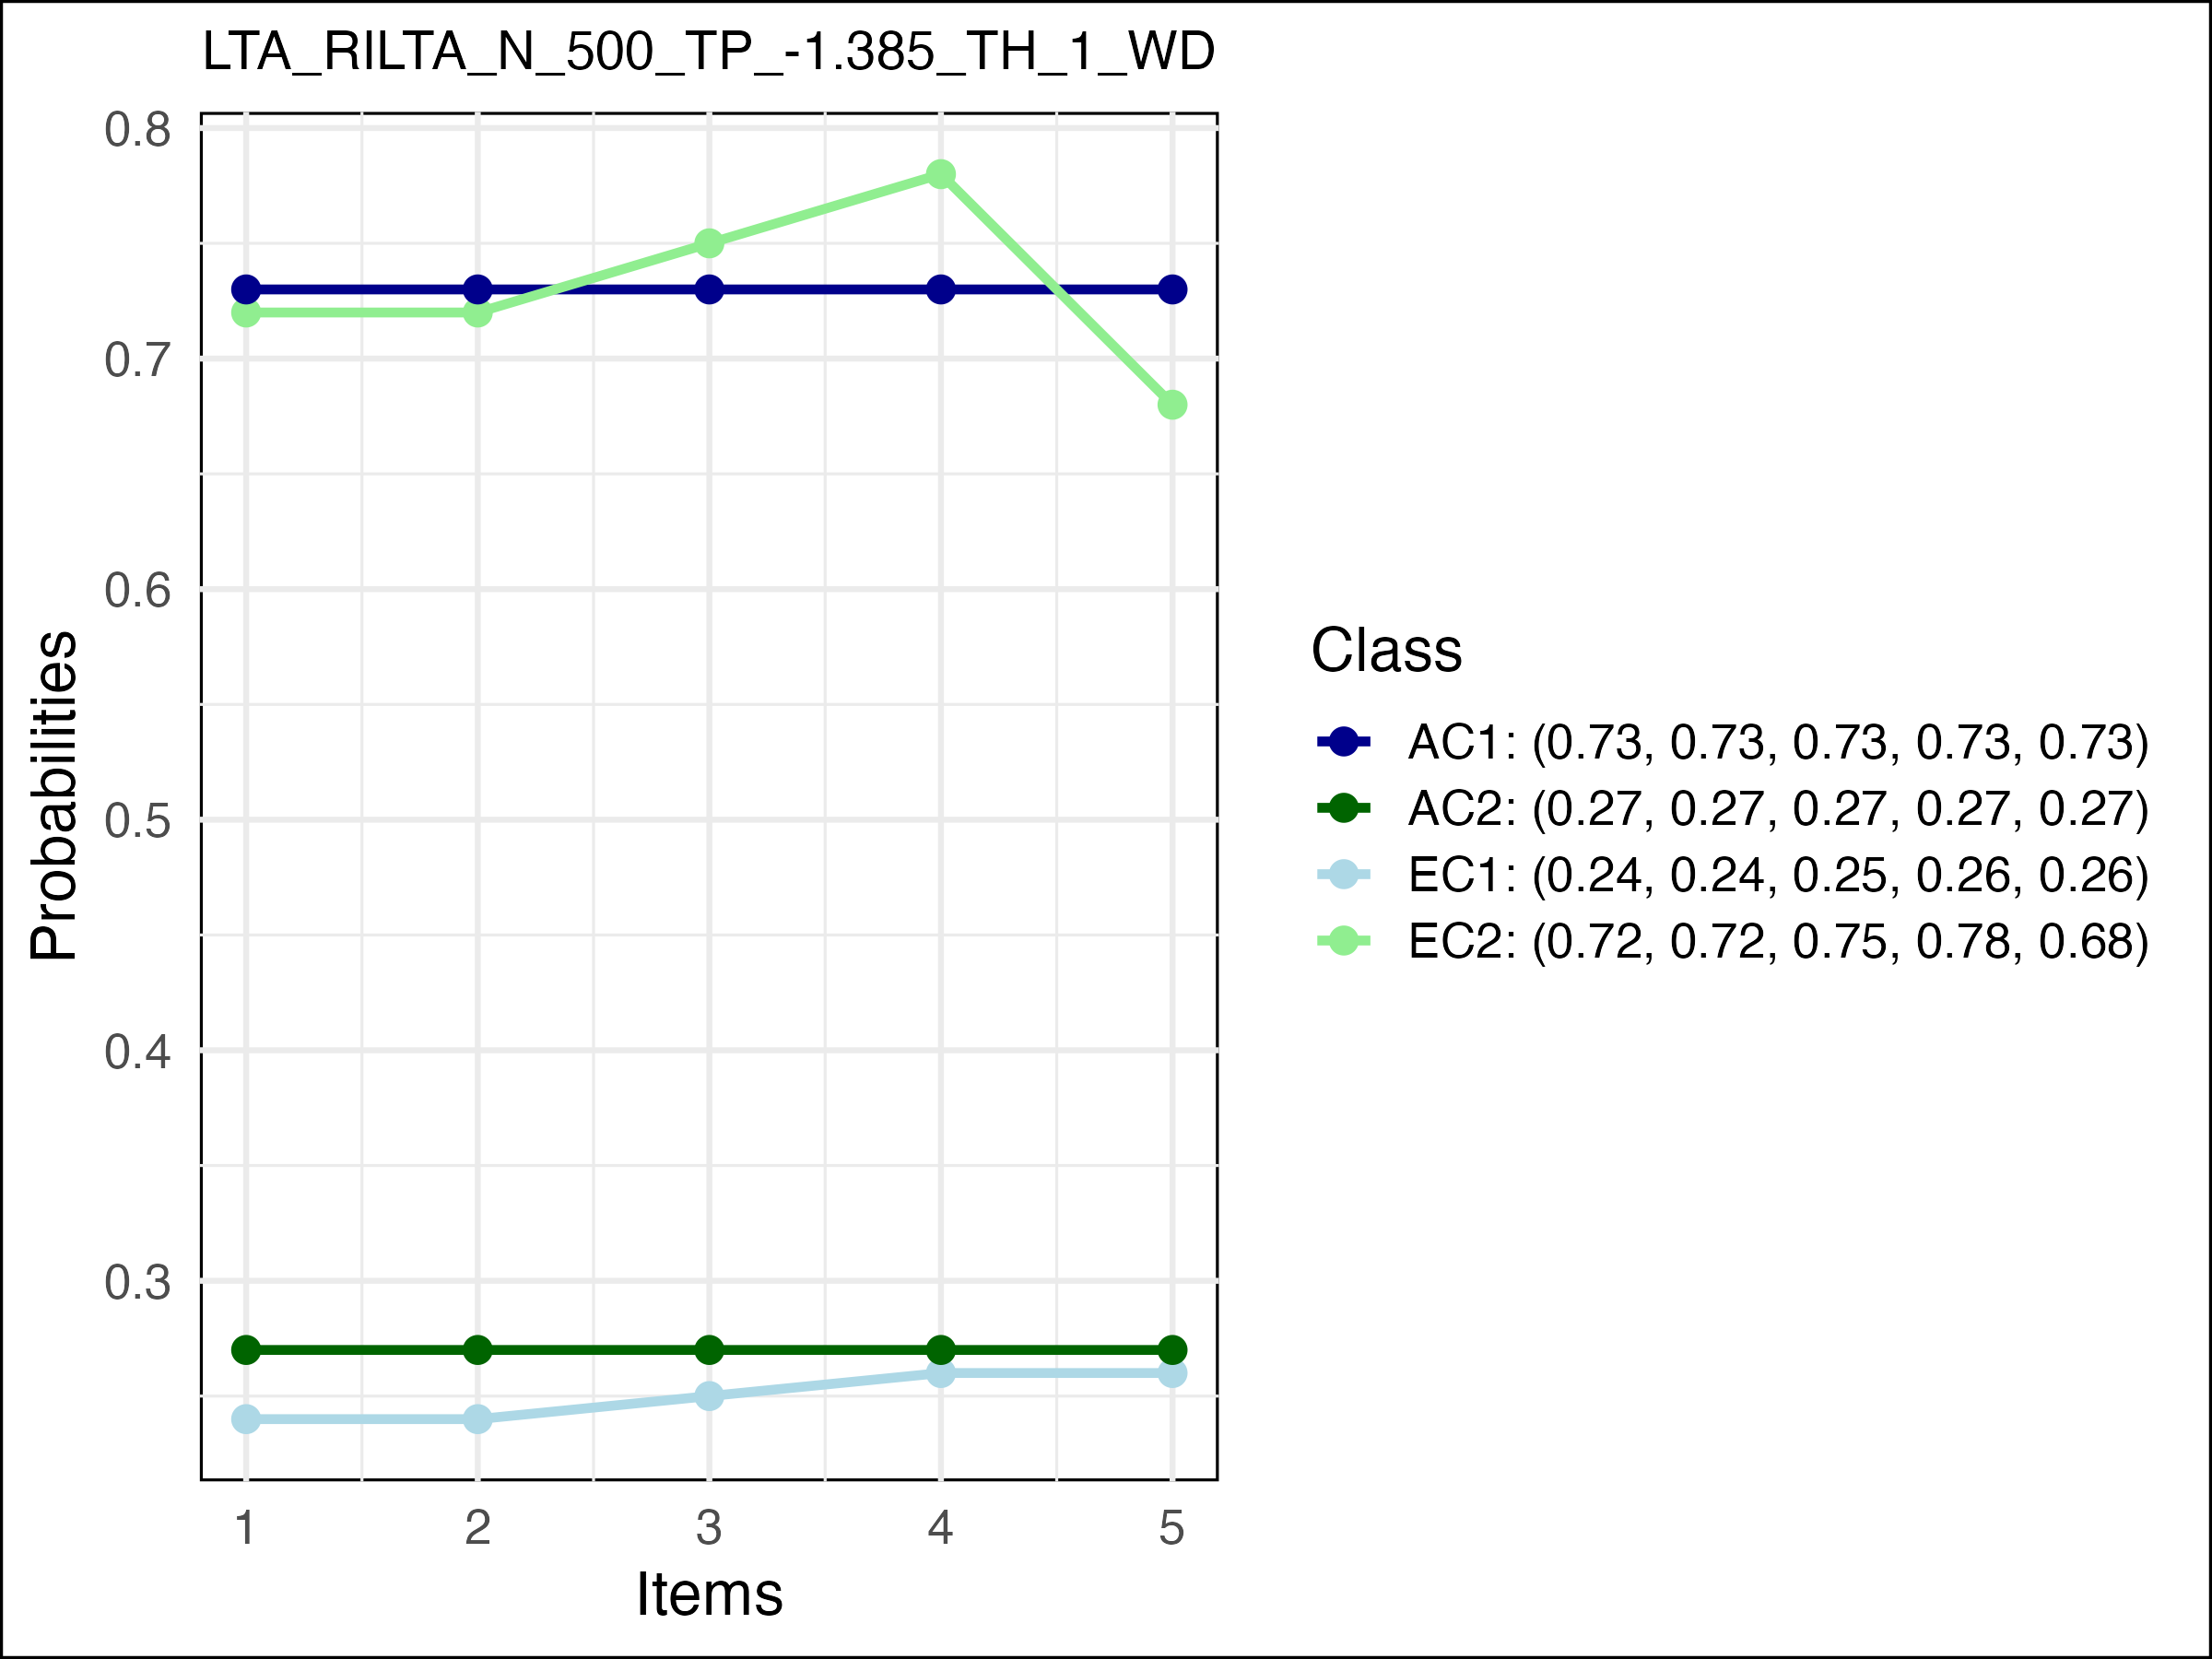 LTA_RILTA_N_500_TP_-1.385_TH_1_WD
0.8
0.7
0.6
0.5
0.4
0.3
Probabilities
1 2 3 4 5
Items
Class
AC1: (0.73, 0.73, 0.73, 0.73, 0.73)
AC2: (0.27, 0.27, 0.27, 0.27, 0.27)
EC1: (0.24, 0.24, 0.25, 0.26, 0.26)
EC2: (0.72, 0.72, 0.75, 0.78, 0.68)